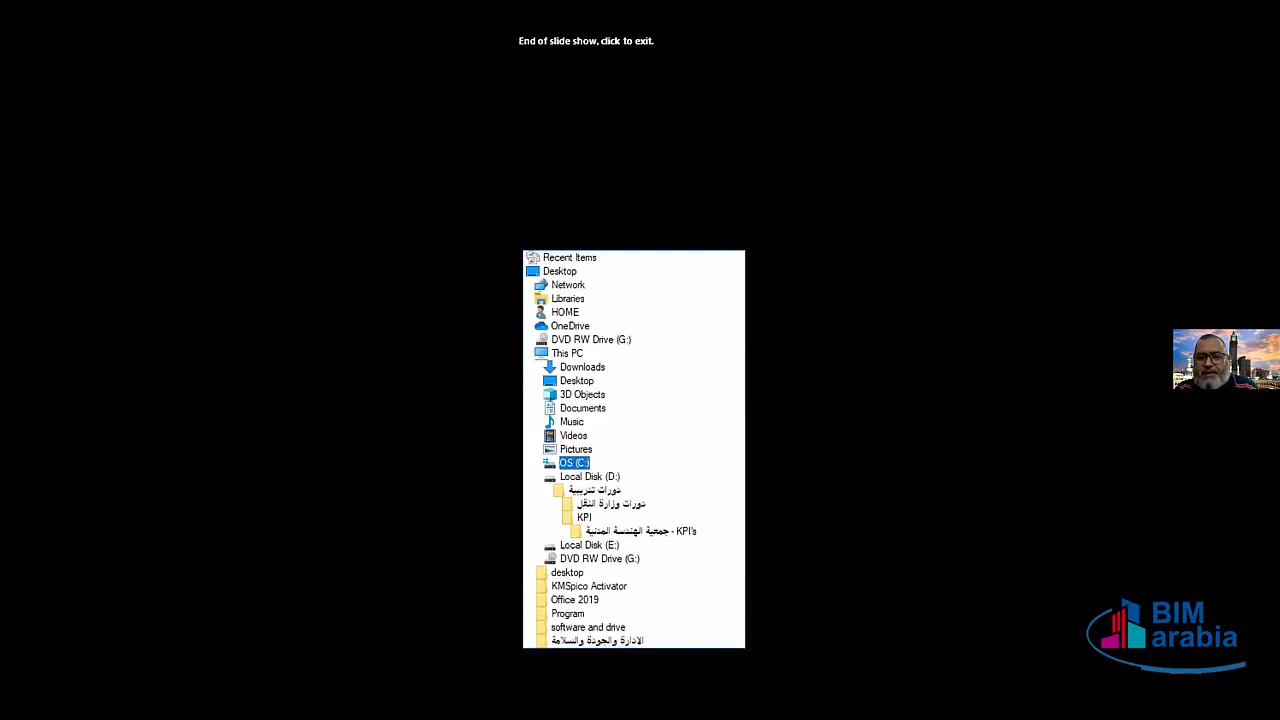 End of slide show, click to exit.
Recent Items
Desktop
Network
Libraries
HOME
OneDrive
DVD RW Drive (G:)
This PC
Downloads
Desktop
3D Objects
Documents
Music
Videos
Pictures
OS (C:)
Local Disk (D:)
دورات تدريبية
دورات وزارة النقل
KPI
جمعية الهندسة المدنية - KPI's
Local Disk (E:)
DVD RW Drive (G:)
desktop
KMSpico Activator
Office 2019
Program
software and drive
الادارة والجودة والسلامة
BIM
arabia